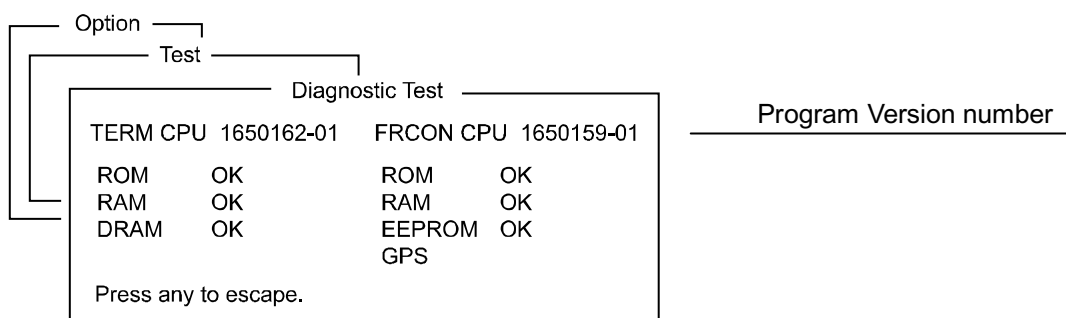 Option
Test
Diagnostic Test
Program Version number
TERM CPU 1650162-01 FRCON CPU 1650159-01
ROM OK ROM OK
RAM OK RAM OK
DRAM OK EEPROM OK
GPS
Press any to escape.